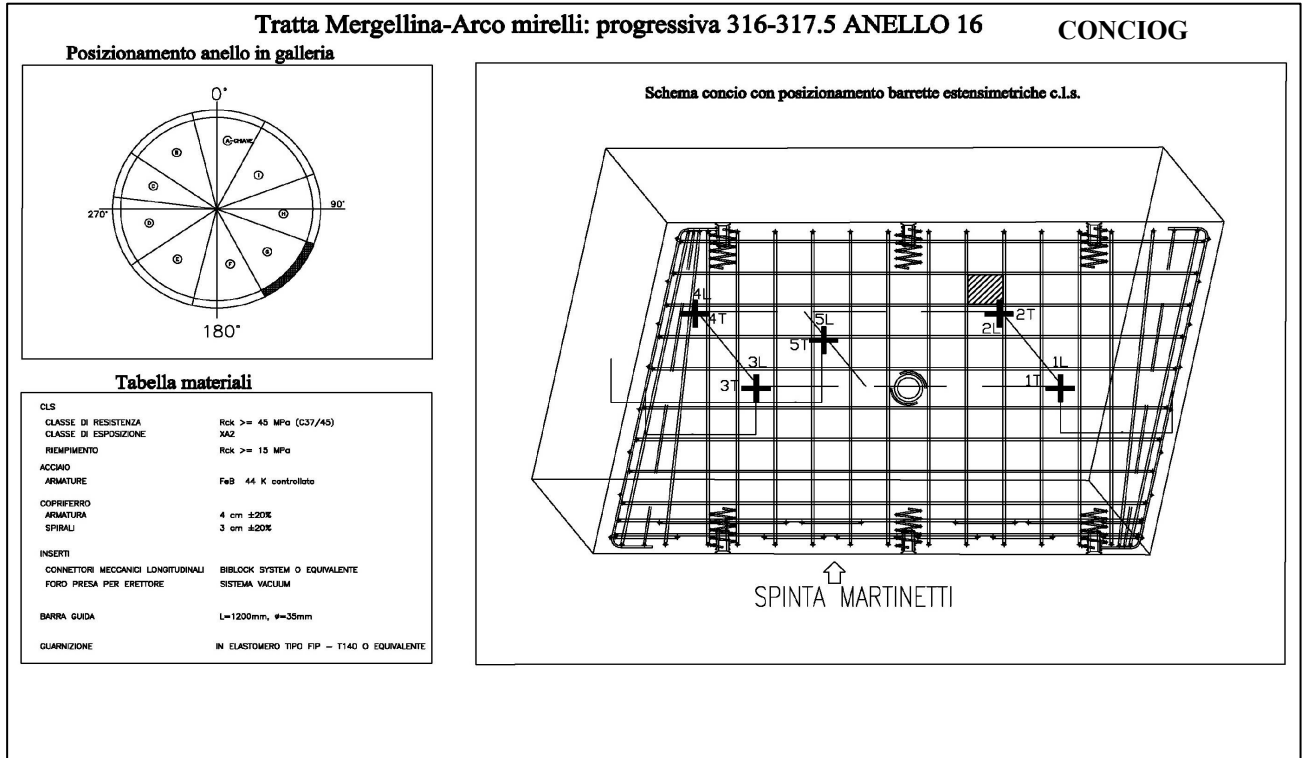 Tratta Mergellina-Arco mirelli: progressiva 316-317.5 ANELLO 16 CONCIOG
Posizionamento anello in galleria
0°
A-CHIAVE
B
I
C
270°
90°
H
D
E
F
180°
Tabella materiali
CLS
CLASSE DI RESISTENZA Rck >= 45 MPa (C37/45)
CLASSE DI ESPOSIZIONE XA2
RIEMPIMENTO Rck >= 15 MPa
ACCIAIO
ARMATURE FeB 44 K controllato
COPRIFERRO
ARMATURA 4 cm ±20%
SPIRALI 3 cm ±20%
INSERTI
CONNETTORI MECCANICI LONGITUDINALI BIBLOCK SYSTEM O EQUIVALENTE
FORO PRESA PER ERETTORE SISTEMA VACUUM
BARRA GUIDA L=1200mm, ø=35mm
GUARNIZIONE IN ELASTOMERO TIPO FIP – T140 O EQUIVALENTE
Schema concio con posizionamento barrette estensimetriche c.l.s.
4L
4T
5L
5T
2T
2L
3L
3T
1L
1T
SPINTA MARTINETTI